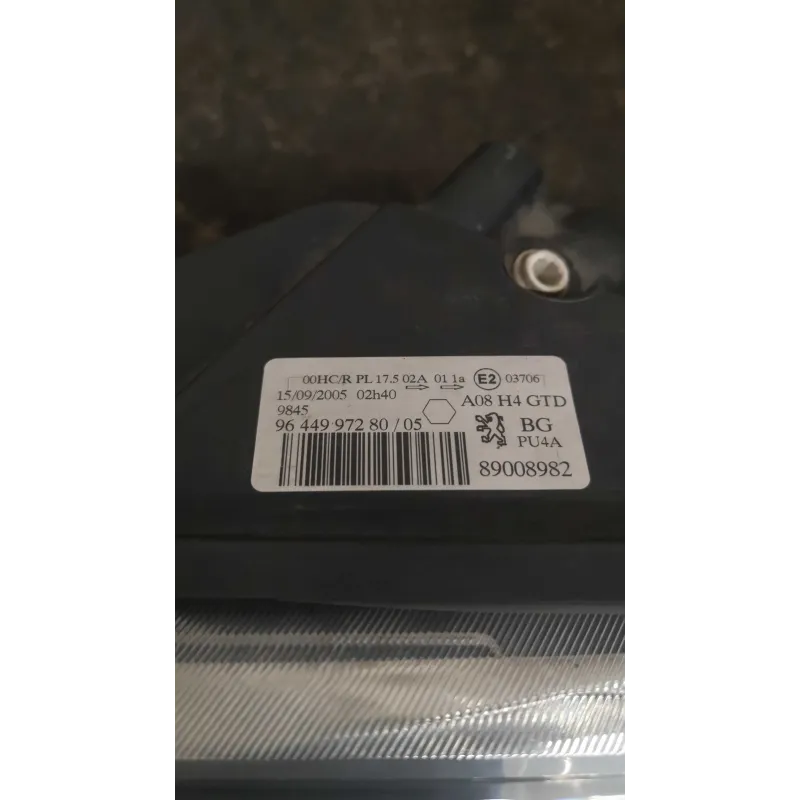 00HC/R PL 17.5 02A 01 1a E2 03706
15/09/2005 02h40
9845
A08 H4 GTD
96 449 972 80 / 05
BG
PU4A
89008982